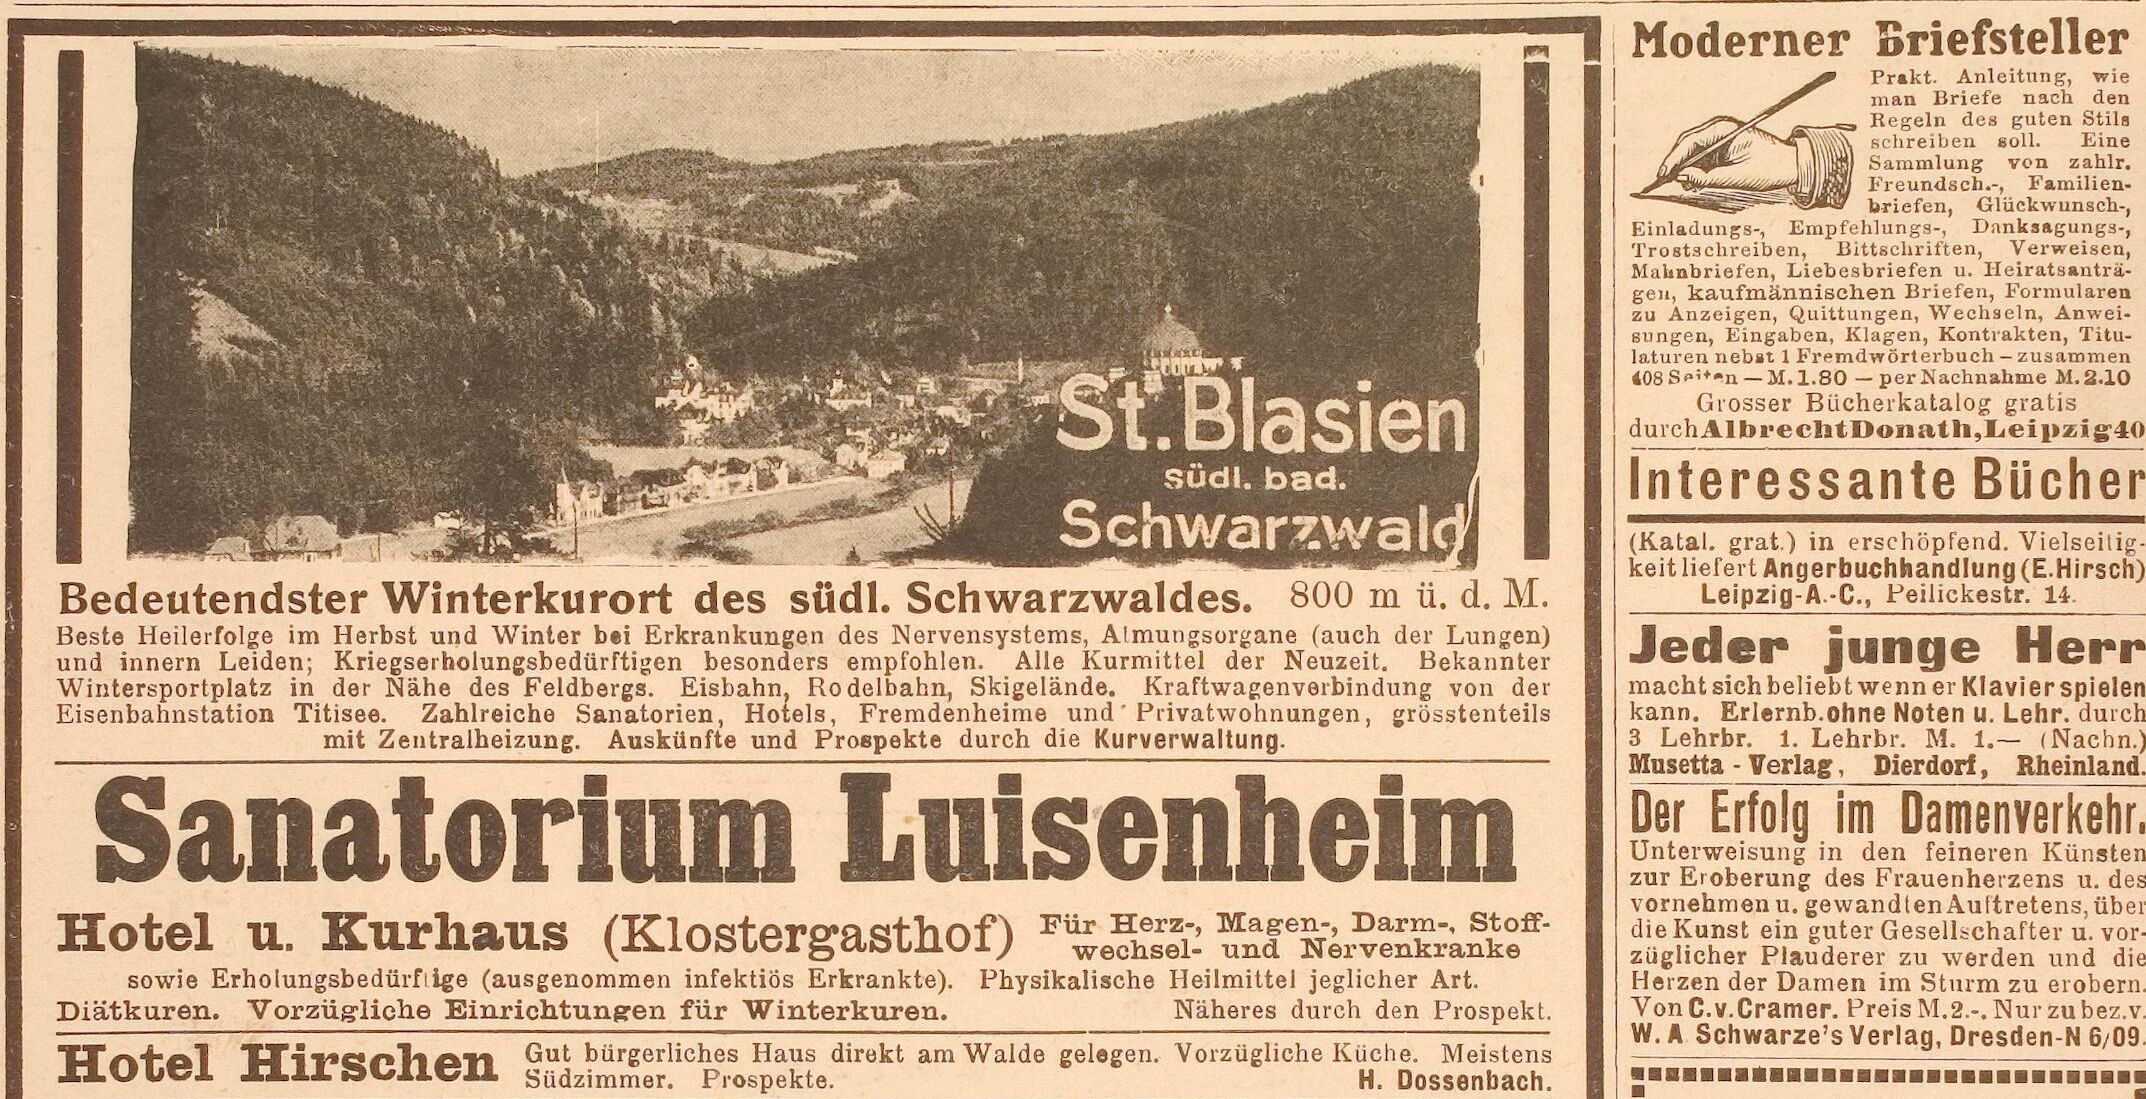 St. Blasien
südl. bad.
Schwarzwald
Bedeutendster Winterkurort des südl. Schwarzwaldes. 800 m ü. d. M.
Beste Heilerfolge im Herbst und Winter bei Erkrankungen des Nervensystems, Atmungsorgane (auch der Lungen)
und innern Leiden; Kriegserholungsbedürftigen besonders empfohlen. Alle Kurmittel der Neuzeit. Bekannter
Wintersportplatz in der Nähe des Feldbergs. Eisbahn, Rodelbahn, Skigelände. Kraftwagenverbindung von der
Eisenbahnstation Titisee. Zahlreiche Sanatorien, Hotels, Fremdenheime und Privatwohnungen, grösstenteils
mit Zentralheizung. Auskünfte und Prospekte durch die Kurverwaltung.
Sanatorium Luisenheim
Hotel u. Kurhaus (Klostergasthof) Für Herz-, Magen-, Darm-, Stoff-
wechsel- und Nervenkranke
sowie Erholungsbedürftige (ausgenommen infektiös Erkrankte). Physikalische Heilmittel jeglicher Art.
Diätkuren. Vorzügliche Einrichtungen für Winterkuren. Näheres durch den Prospekt.
Hotel Hirschen Gut bürgerliches Haus direkt am Walde gelegen. Vorzügliche Küche. Meistens
Südzimmer. Prospekte. H. Dossenbach.
Moderner Briefsteller
Prakt. Anleitung, wie
man Briefe nach den
Regeln des guten Stils
schreiben soll. Eine
Sammlung von zahlr.
Freundsch.-, Familien-
briefen, Glückwunsch-,
Einladungs-, Empfehlungs-, Danksagungs-,
Trostschreiben, Bittschriften, Verweisen,
Mahnbriefen, Liebesbriefen u. Heiratsanträ-
gen, kaufmännischen Briefen, Formularen
zu Anzeigen, Quittungen, Wechseln, Anwei-
sungen, Eingaben, Klagen, Kontrakten, Titu-
laturen nebst 1 Fremdwörterbuch – zusammen
408 Seiten — M. 1.80 — per Nachnahme M. 2.10
Grosser Bücherkatalog gratis
durch Albrecht Donath, Leipzig 40
Interessante Bücher
(Katal. grat.) in erschöpfend. Vielseitig-
keit liefert Angerbuchhandlung (E. Hirsch)
Leipzig-A.-C., Peilickestr. 14.
Jeder junge Herr
macht sich beliebt wenn er Klavier spielen
kann. Erlernb. ohne Noten u. Lehr. durch
3 Lehrbr. 1. Lehrbr. M. 1.— (Nachn.)
Musetta-Verlag, Dierdorf, Rheinland.
Der Erfolg im Damenverkehr.
Unterweisung in den feineren Künsten
zur Eroberung des Frauenherzens u. des
vornehmen u. gewandten Auftretens, über
die Kunst ein guter Gesellschafter u. vor-
züglicher Plauderer zu werden und die
Herzen der Damen im Sturm zu erobern.
Von C. v. Cramer. Preis M. 2.-. Nur zu bez. v.
W. A Schwarze's Verlag, Dresden-N 6/09.